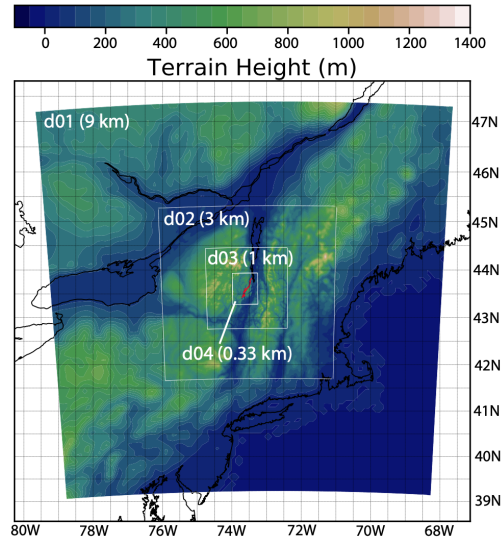 0 200 400 600 800 1000 1200 1400
Terrain Height (m)
d01 (9 km)
47N
46N
d02 (3 km)
45N
d03 (1 km)
44N
43N
d04 (0.33 km)
42N
41N
40N
39N
80W 78W 76W 74W 72W 70W 68W